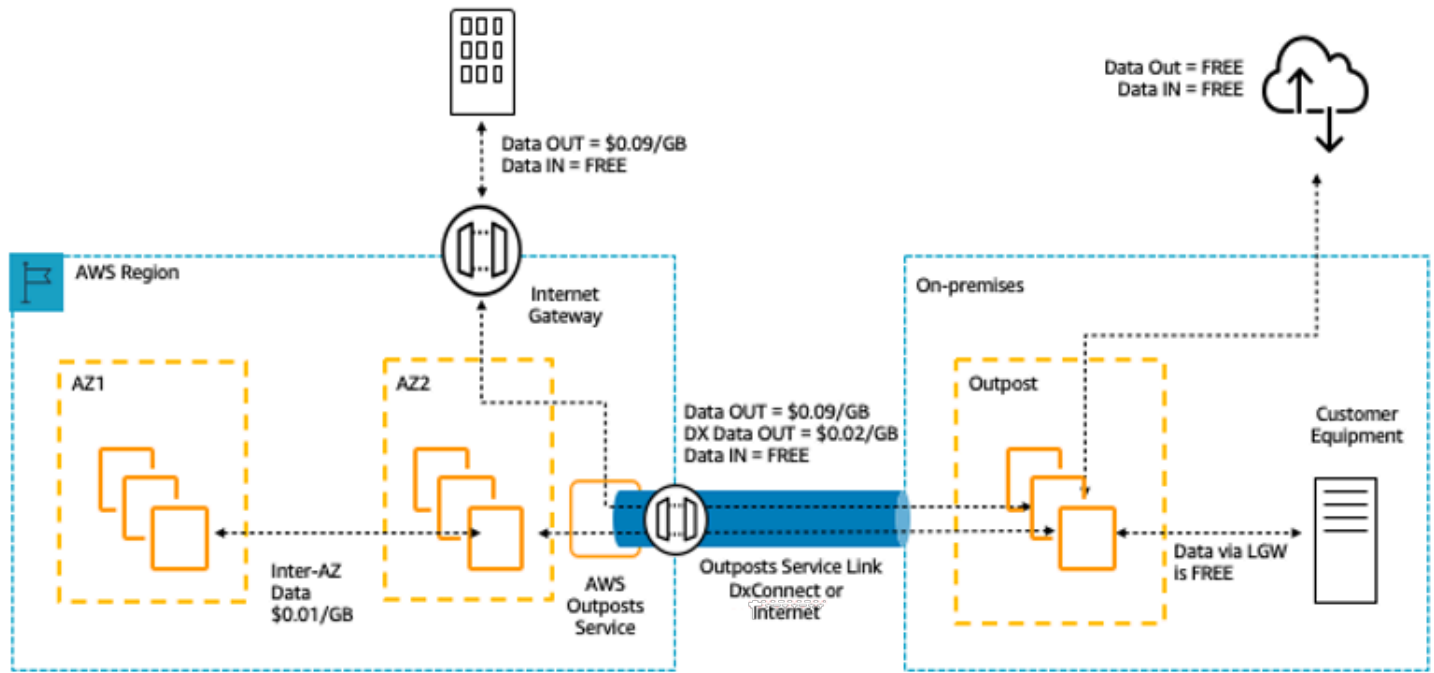 Data Out = FREE
Data IN = FREE
Data OUT = $0.09/GB
Data IN = FREE
AWS Region
Internet
Gateway
On-premises
AZ1
AZ2
Outpost
Data OUT = $0.09/GB
DX Data OUT = $0.02/GB
Data IN = FREE
Customer
Equipment
Inter-AZ
Data
$0.01/GB
AWS
Outposts
Service
Outposts Service Link
DxConnect or
Internet
Data via LGW
is FREE